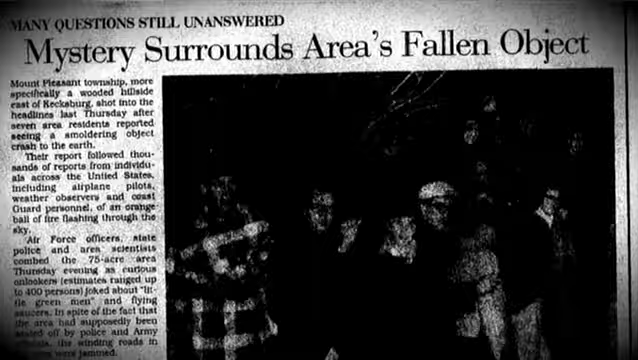 MANY QUESTIONS STILL UNANSWERED
Mystery Surrounds Area's Fallen Object
Mount Pleasant township, more
specifically a wooded hillside
east of Kecksburg, shot into the
headlines last Thursday after
seven area residents reported
seeing a smoldering object
crash to the earth.
Their report followed thou-
sands of reports from individu-
als across the United States,
including airplane pilots,
weather observers and coast
Guard personnel, of an orange
ball of fire flashing through the
sky.
Air Force officers, state
police and area scientists
combed the 75-acre area
Thursday evening as curious
onlookers (estimates ranged up
to 400 persons) joked about "lit-
tle green men" and flying
saucers. In spite of the fact that
the area had supposedly been
sealed off by police and Army
the winding roads in
were jammed.